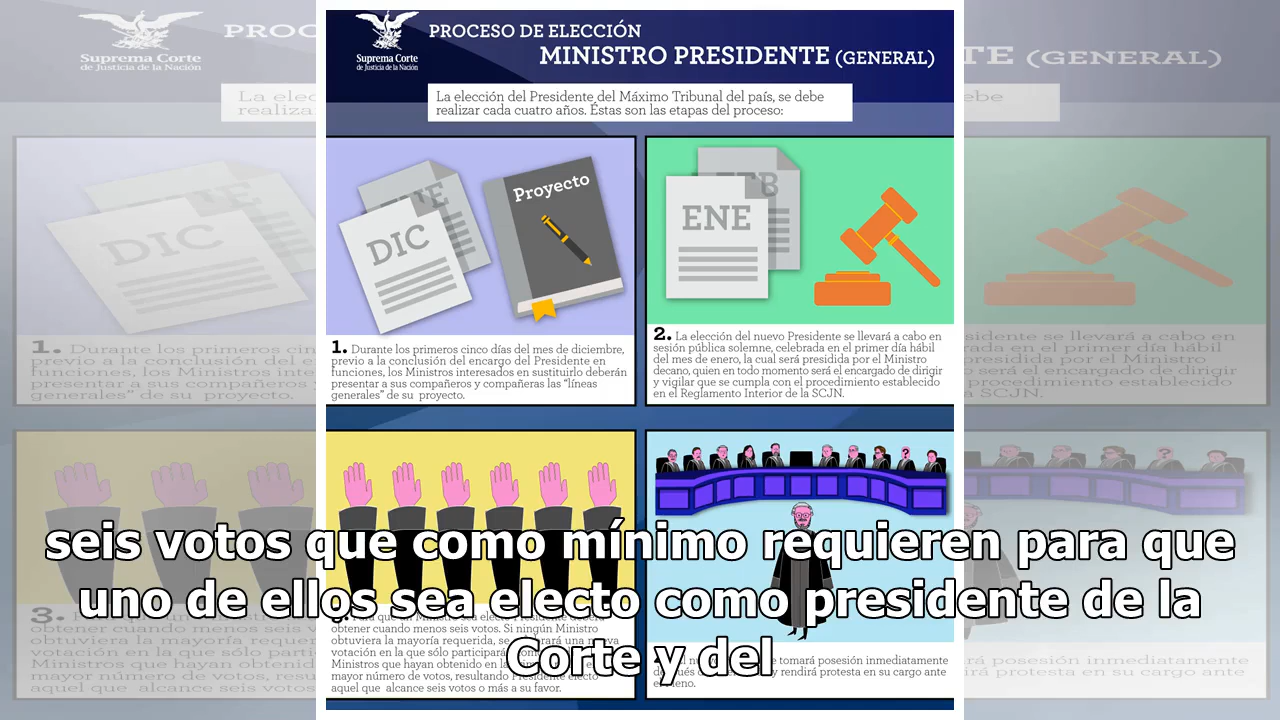 Suprema Corte
de Justicia de la Nación
PROCESO DE ELECCIÓN
MINISTRO PRESIDENTE (GENERAL)
La elección del Presidente del Máximo Tribunal del país, se debe
realizar cada cuatro años. Éstas son las etapas del proceso:
DIC
Proyecto
ENE
1. Durante los primeros cinco días del mes de diciembre,
previo a la conclusión del encargo del Presidente en
funciones, los Ministros interesados en sustituirlo deberán
presentar a sus compañeros y compañeras las "líneas
generales" de su proyecto.
2. La elección del nuevo Presidente se llevará a cabo en
sesión pública solemne, celebrada en el primer día hábil
del mes de enero, la cual será presidida por el Ministro
decano, quien en todo momento será el encargado de dirigir
y vigilar que se cumpla con el procedimiento establecido
en el Reglamento Interior de la SCJN.
seis votos que como mínimo requieren para que
uno de ellos sea electo como presidente de la
Corte y del
obtener cuando menos seis votos. Si ningún Ministro
obtuviera la mayoría requerida, se
votación en la que sólo
Ministros que hayan obtenido en la
mayor número de votos, resultando Presidente electo
aquel que alcance seis votos o más a su favor.
tomará posesión inmediatamente
y rendirá protesta en su cargo ante